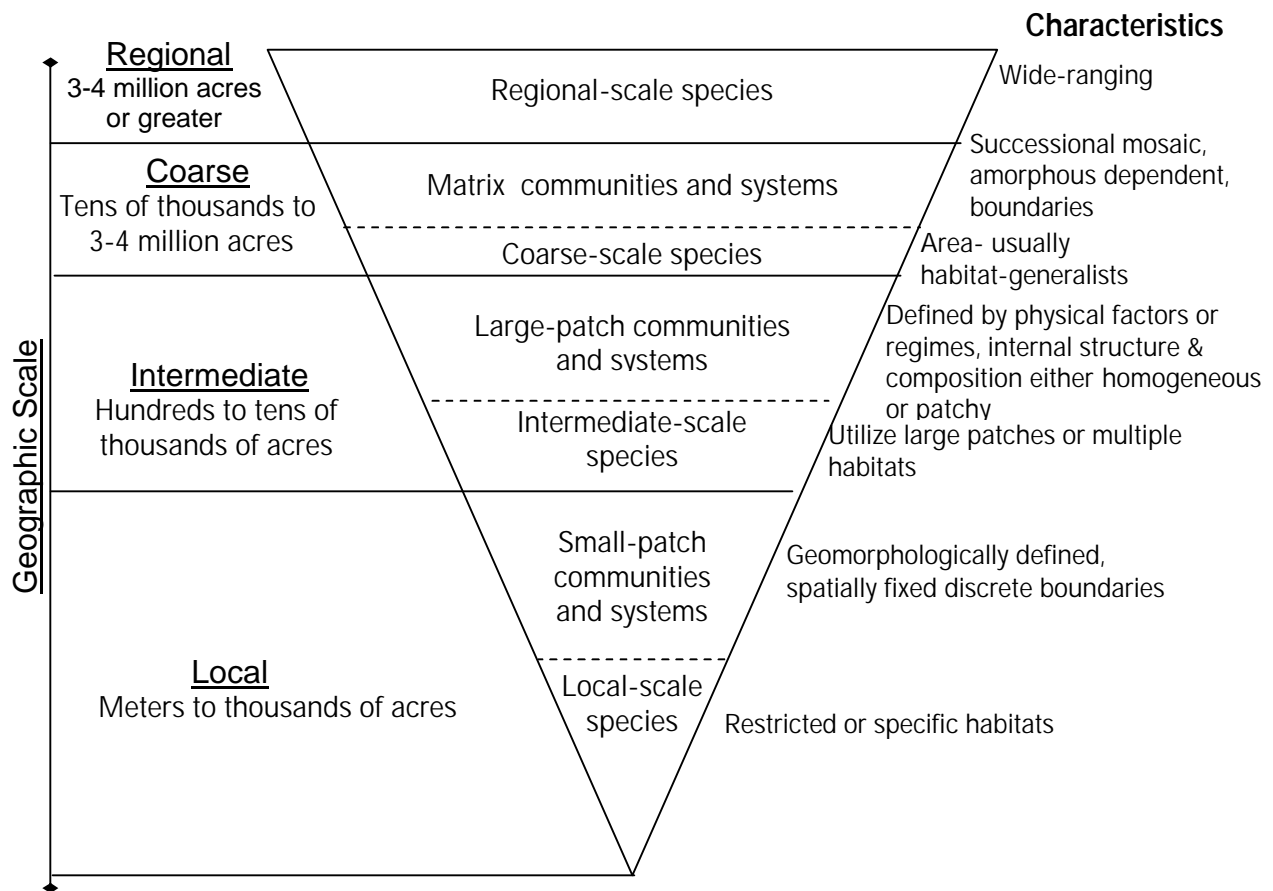 Characteristics
Regional
3-4 million acres
or greater
Regional-scale species
Wide-ranging
Coarse
Tens of thousands to
3-4 million acres
Matrix communities and systems
Successional mosaic,
amorphous dependent,
boundaries
Coarse-scale species
Area- usually
habitat-generalists
Geographic Scale
Intermediate
Hundreds to tens of
thousands of acres
Large-patch communities
and systems
Defined by physical factors or
regimes, internal structure &
composition either homogeneous
or patchy
Intermediate-scale
species
Utilize large patches or multiple
habitats
Local
Meters to thousands of acres
Small-patch
communities
and systems
Geomorphologically defined,
spatially fixed discrete boundaries
Local-scale
species
Restricted or specific habitats